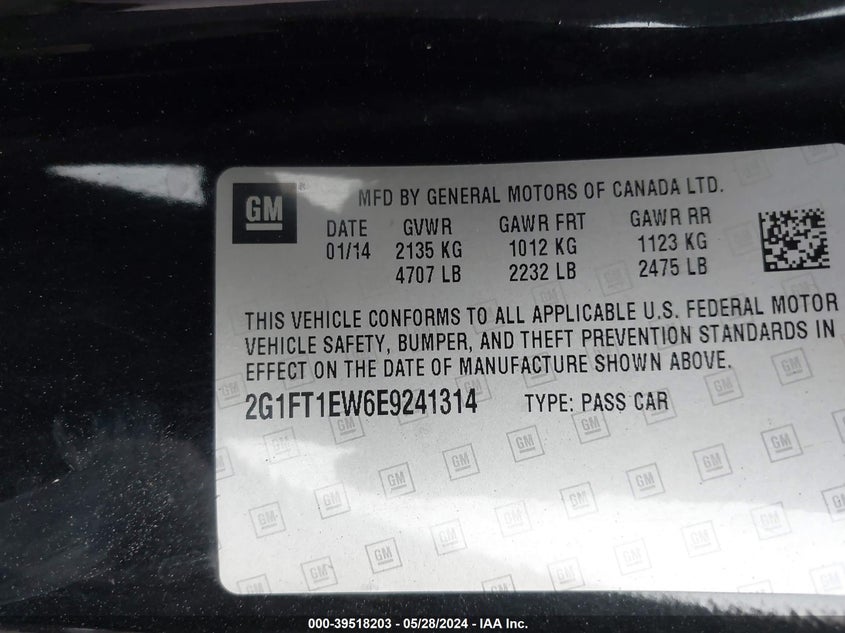 GM
MFD BY GENERAL MOTORS OF CANADA LTD.
DATE GVWR GAWR FRT GAWR RR
01/14 2135 KG 1012 KG 1123 KG
4707 LB 2232 LB 2475 LB
THIS VEHICLE CONFORMS TO ALL APPLICABLE U.S. FEDERAL MOTOR
VEHICLE SAFETY, BUMPER, AND THEFT PREVENTION STANDARDS IN
EFFECT ON THE DATE OF MANUFACTURE SHOWN ABOVE.
2G1FT1EW6E9241314 TYPE: PASS CAR
000-39518203 - 05/28/2024 - IAA Inc.